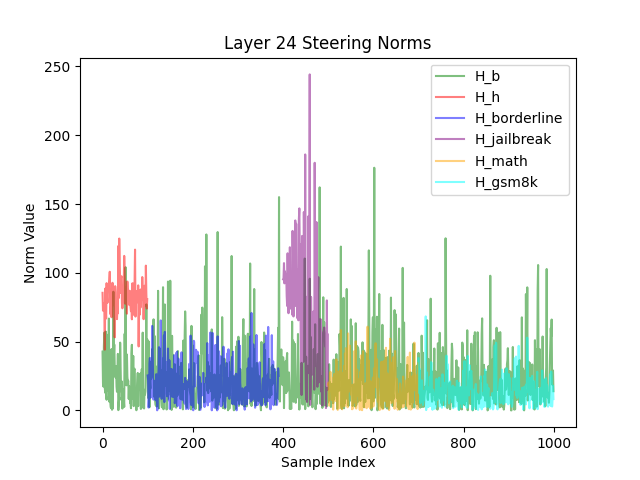 Layer 24 Steering Norms
250
200
150
100
50
0
Norm Value
H_b
H_h
H_borderline
H_jailbreak
H_math
H_gsm8k
0
200
400
600
800
1000
Sample Index